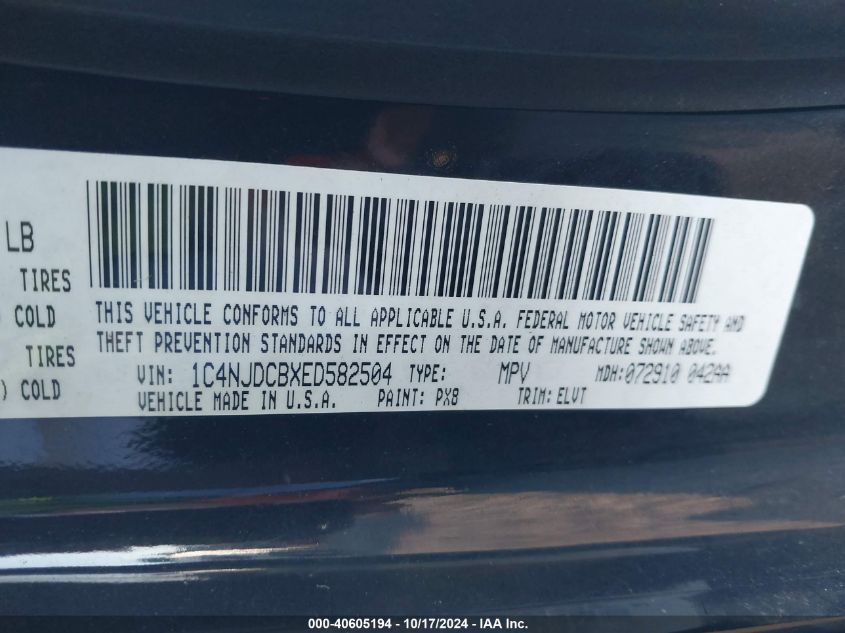 LB
TIRES
COLD
TIRES
) COLD
THIS VEHICLE CONFORMS TO ALL APPLICABLE U.S.A. FEDERAL MOTOR VEHICLE SAFETY AND
THEFT PREVENTION STANDARDS IN EFFECT ON THE DATE OF MANUFACTURE SHOWN ABOVE.
VIN: 1C4NJDCBXED582504 TYPE: MPV MDH:072910 042AA
VEHICLE MADE IN U.S.A. PAINT: PX8 TRIM: ELVT
000-40605194 - 10/17/2024 - IAA Inc.